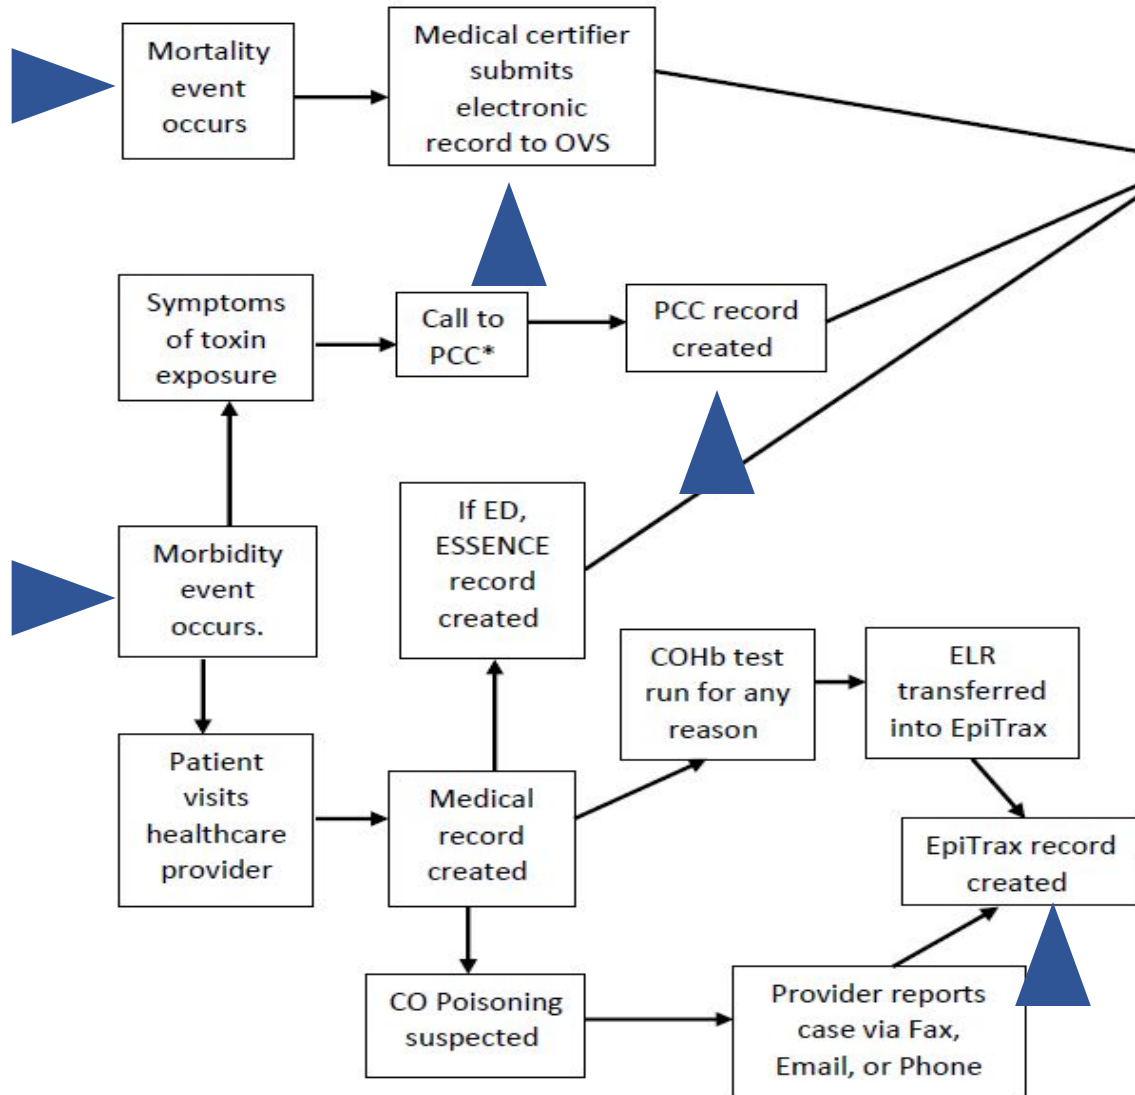 Mortality
event
occurs
Medical certifier
submits
electronic
record to OVS
Symptoms
of toxin
exposure
Call to
PCC*
PCC record
created
If ED,
ESSENCE
record
created
Morbidity
event
occurs.
COHb test
run for any
reason
ELR
transferred
into EpiTrax
Patient
visits
healthcare
provider
Medical
record
created
EpiTrax record
created
CO Poisoning
suspected
Provider reports
case via Fax,
Email, or Phone